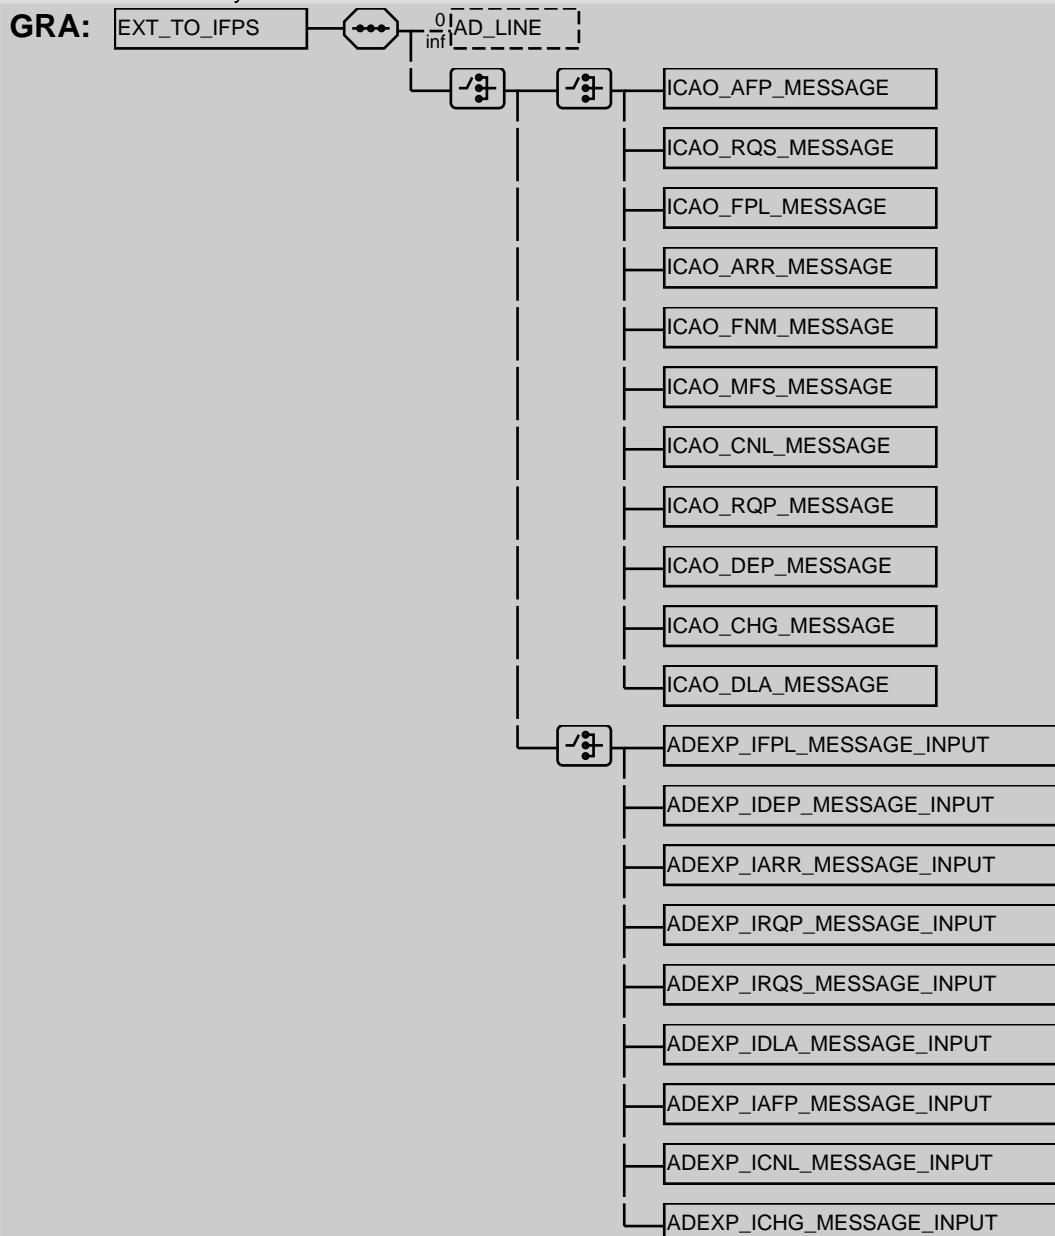 GRA: EXT_TO_IFPS 0 inf AD_LINE
ICAO_AFP_MESSAGE
ICAO_RQS_MESSAGE
ICAO_FPL_MESSAGE
ICAO_ARR_MESSAGE
ICAO_FNM_MESSAGE
ICAO_MFS_MESSAGE
ICAO_CNL_MESSAGE
ICAO_RQP_MESSAGE
ICAO_DEP_MESSAGE
ICAO_CHG_MESSAGE
ICAO_DLA_MESSAGE
ADEXP_IFPL_MESSAGE_INPUT
ADEXP_IDEP_MESSAGE_INPUT
ADEXP_IARR_MESSAGE_INPUT
ADEXP_IRQP_MESSAGE_INPUT
ADEXP_IRQS_MESSAGE_INPUT
ADEXP_IDLA_MESSAGE_INPUT
ADEXP_IAFP_MESSAGE_INPUT
ADEXP_ICNL_MESSAGE_INPUT
ADEXP_ICHG_MESSAGE_INPUT